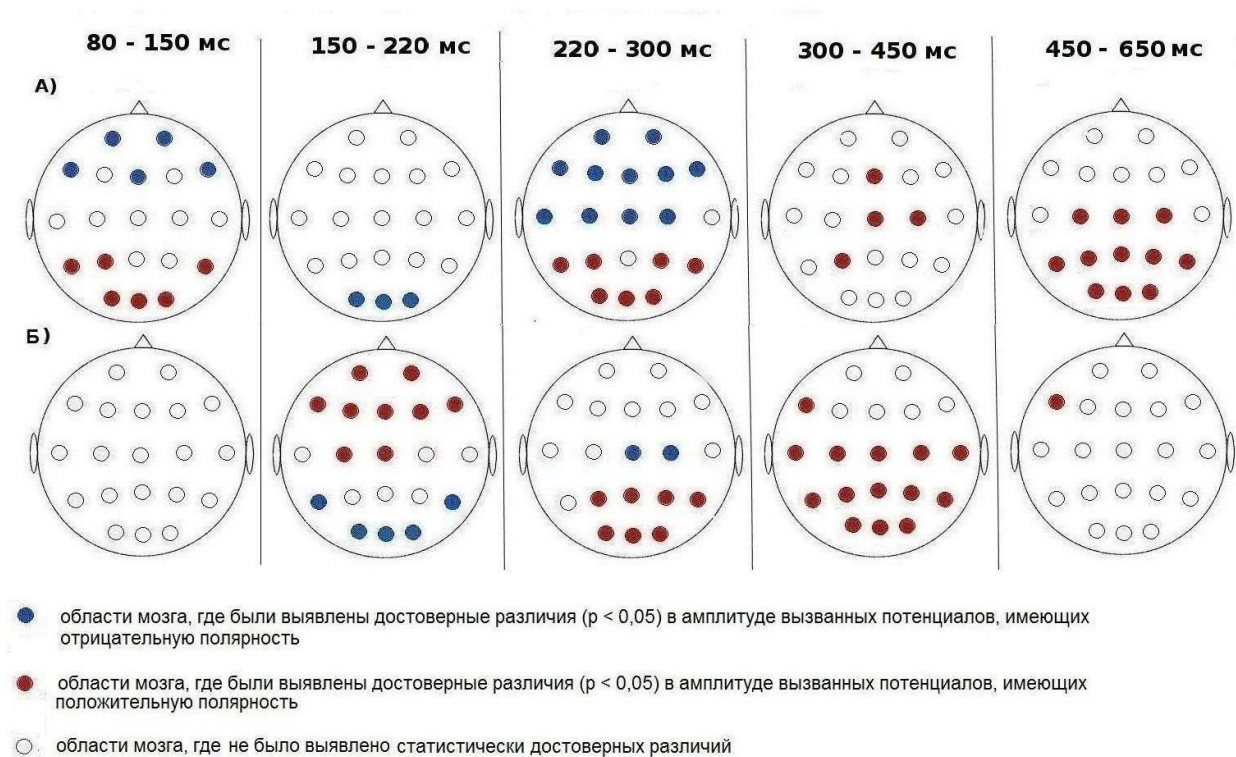 80 - 150 мс
150 - 220 мс
220 - 300 мс
300 - 450 мс
450 - 650 мс
А)
Б)
области мозга, где были выявлены достоверные различия (p < 0,05) в амплитуде вызванных потенциалов, имеющих
отрицательную полярность
области мозга, где были выявлены достоверные различия (p < 0,05) в амплитуде вызванных потенциалов, имеющих
положительную полярность
области мозга, где не было выявлено статистически достоверных различий